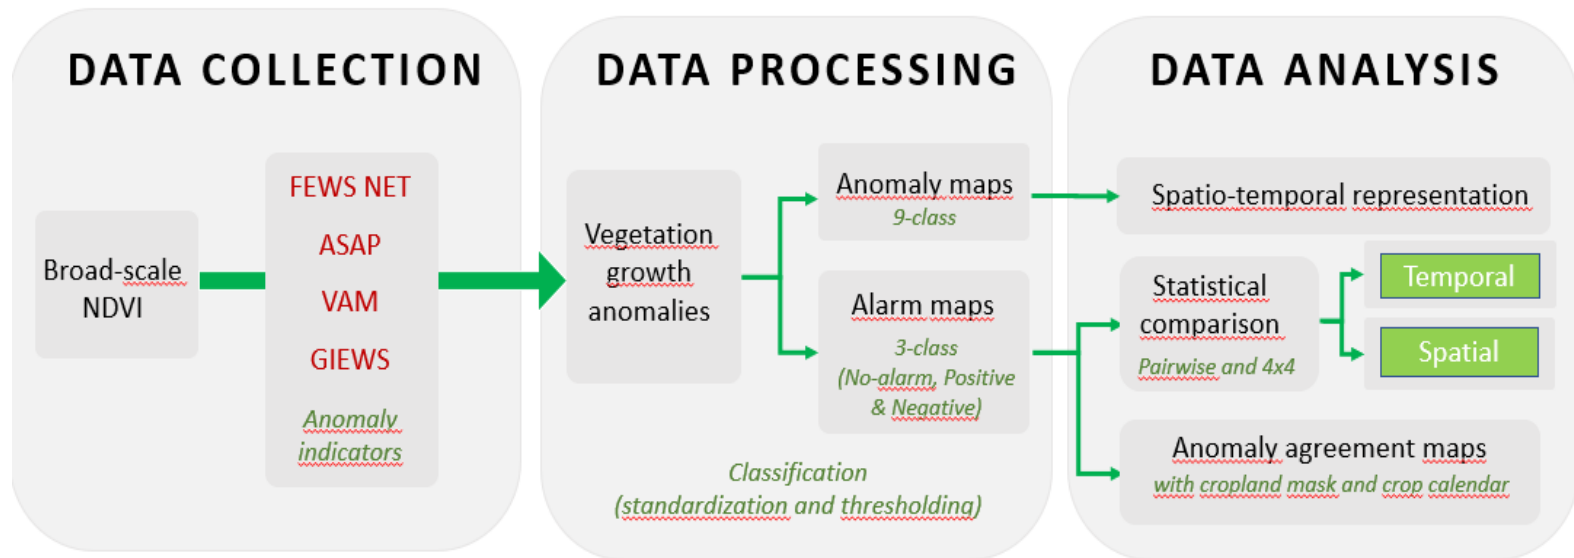 DATA COLLECTION
Broad-scale
NDVI
FEWS NET
ASAP
VAM
GIEWS
Anomaly
indicators
DATA PROCESSING
Vegetation
growth
anomalies
Anomaly maps
9-class
Alarm maps
3-class
(No-alarm, Positive
& Negative)
Classification
(standardization and thresholding)
DATA ANALYSIS
Spatio-temporal representation
Statistical
comparison
Pairwise and 4x4
Temporal
Spatial
Anomaly agreement maps
with cropland mask and crop calendar